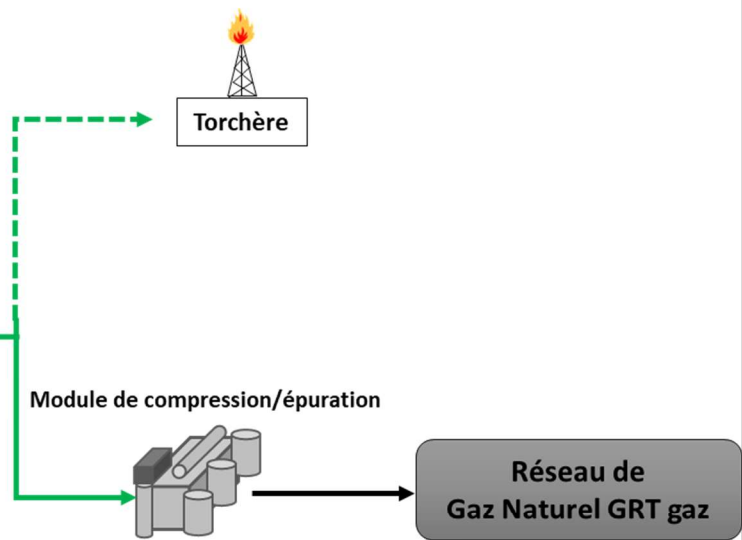 Torchère
Module de compression/épuration
Réseau de
Gaz Naturel GRT gaz